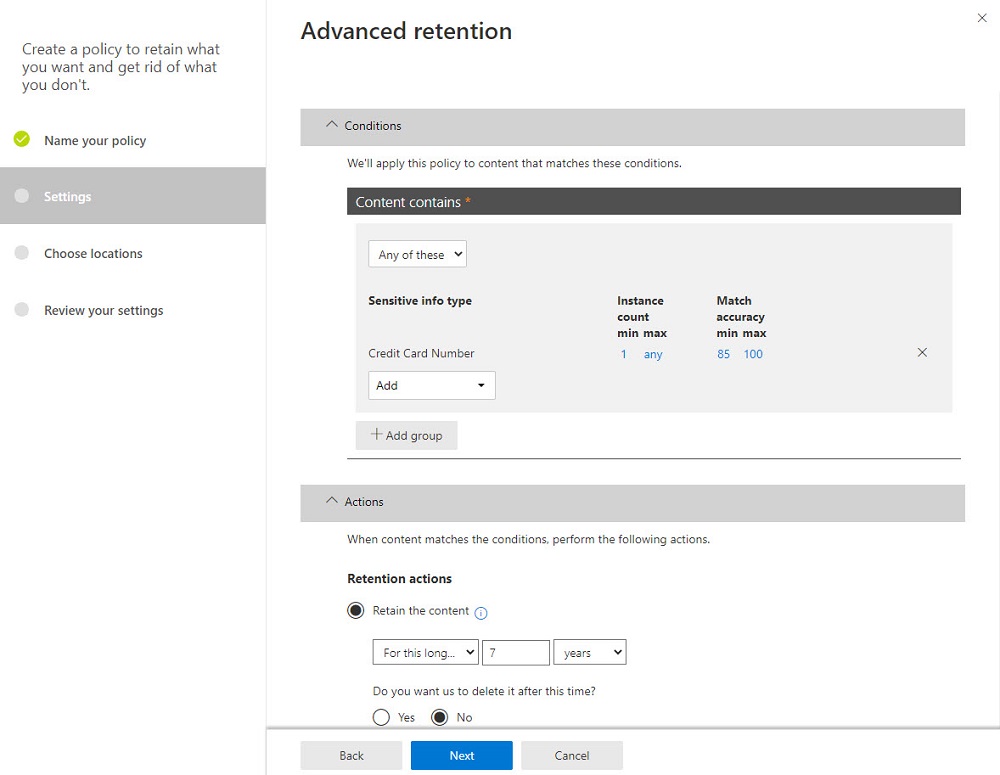 Create a policy to retain what
you want and get rid of what
you don't.
Name your policy
Settings
Choose locations
Review your settings
Advanced retention
Conditions
We'll apply this policy to content that matches these conditions.
Content contains *
Any of these
Sensitive info type
Instance
count
min max
Match
accuracy
min max
Credit Card Number
1 any
85 100
Add
Add group
Actions
When content matches the conditions, perform the following actions.
Retention actions
Retain the content
For this long... 7 years
Do you want us to delete it after this time?
Yes No
Back Next Cancel